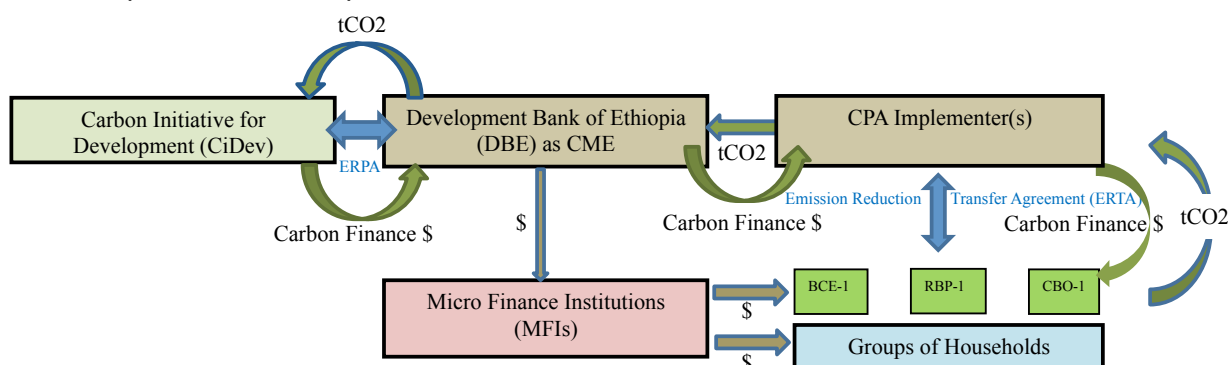 tCO2
Carbon Initiative for
Development (CiDev)
ERPA
Development Bank of Ethiopia
(DBE) as CME
tCO2
CPA Implementer(s)
Carbon Finance $
$
Carbon Finance $
Emission Reduction
Transfer Agreement (ERTA)
Carbon Finance $
tCO2
Micro Finance Institutions
(MFIs)
$
BCE-1
RBP-1
CBO-1
$
Groups of Households